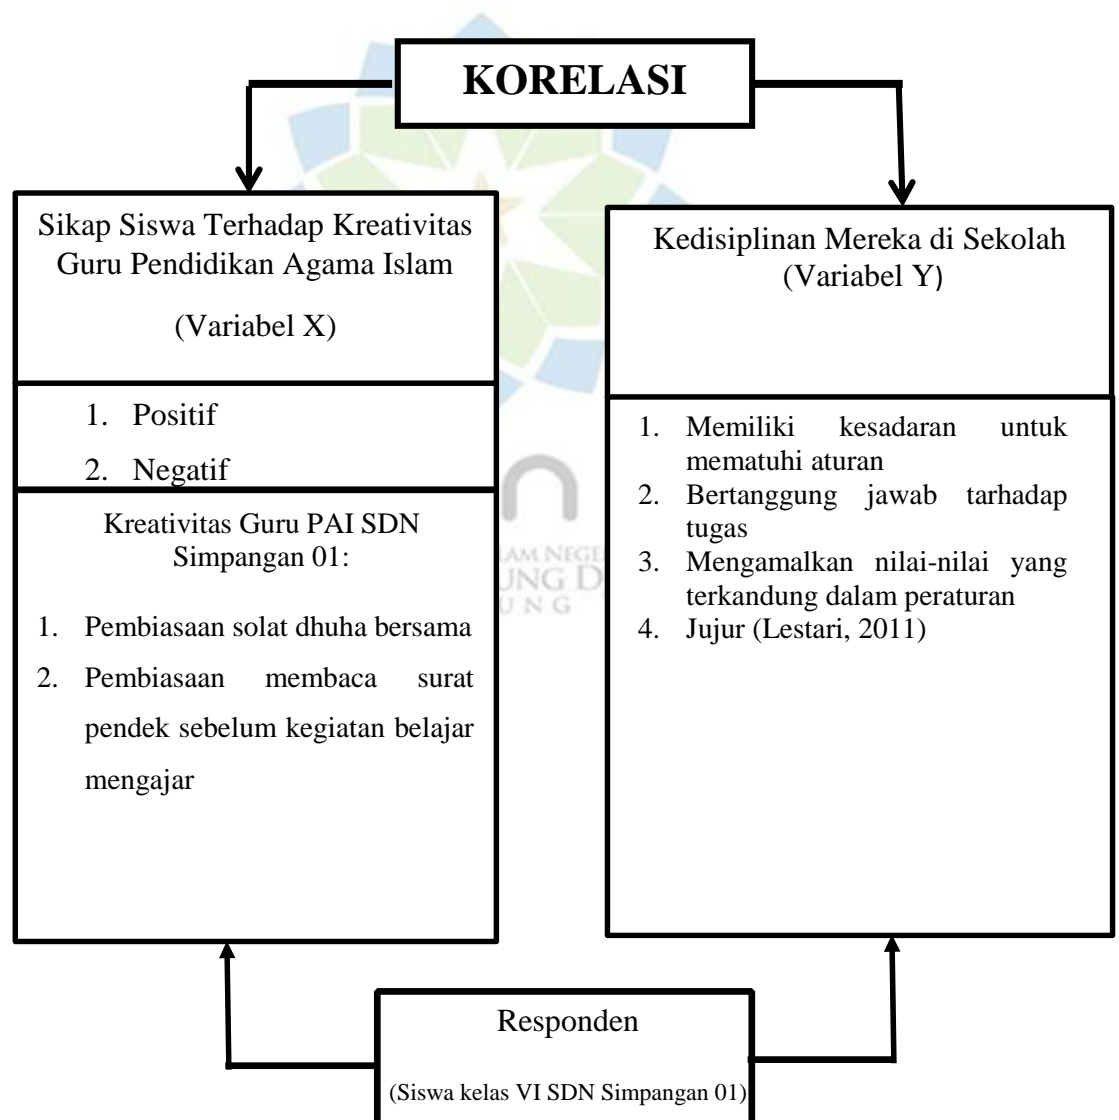 KORELASI
Sikap Siswa Terhadap Kreativitas
Guru Pendidikan Agama Islam
(Variabel X)
1. Positif
2. Negatif
Kreativitas Guru PAI SDN
Simpangan 01:
1. Pembiasaan solat dhuha bersama
2. Pembiasaan membaca surat
pendek sebelum kegiatan belajar
mengajar
Kedisiplinan Mereka di Sekolah
(Variabel Y)
1. Memiliki kesadaran untuk
mematuhi aturan
2. Bertanggung jawab tarhadap
tugas
3. Mengamalkan nilai-nilai yang
terkandung dalam peraturan
4. Jujur (Lestari, 2011)
LAM NEGE
UNG D
U N G
Responden
(Siswa kelas VI SDN Simpangan 01)